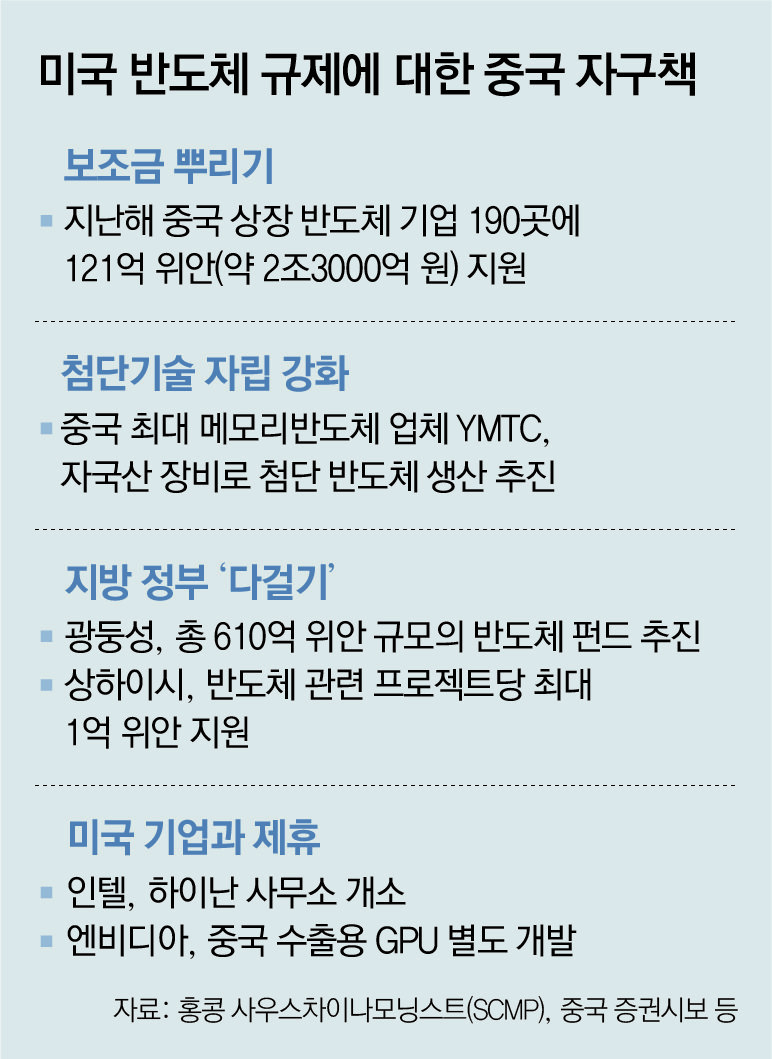 미국 반도체 규제에 대한 중국 자구책
보조금 뿌리기
▪ 지난해 중국 상장 반도체 기업 190곳에
121억 위안(약 2조3000억 원) 지원
첨단기술 자립 강화
▪ 중국 최대 메모리반도체 업체 YMTC,
자국산 장비로 첨단 반도체 생산 추진
지방 정부 ‘다걸기’
▪ 광둥성, 총 610억 위안 규모의 반도체 펀드 추진
▪ 상하이시, 반도체 관련 프로젝트당 최대
1억 위안 지원
미국 기업과 제휴
▪ 인텔, 하이난 사무소 개소
▪ 엔비디아, 중국 수출용 GPU 별도 개발
자료: 홍콩 사우스차이나모닝스트(SCMP), 중국 증권시보 등